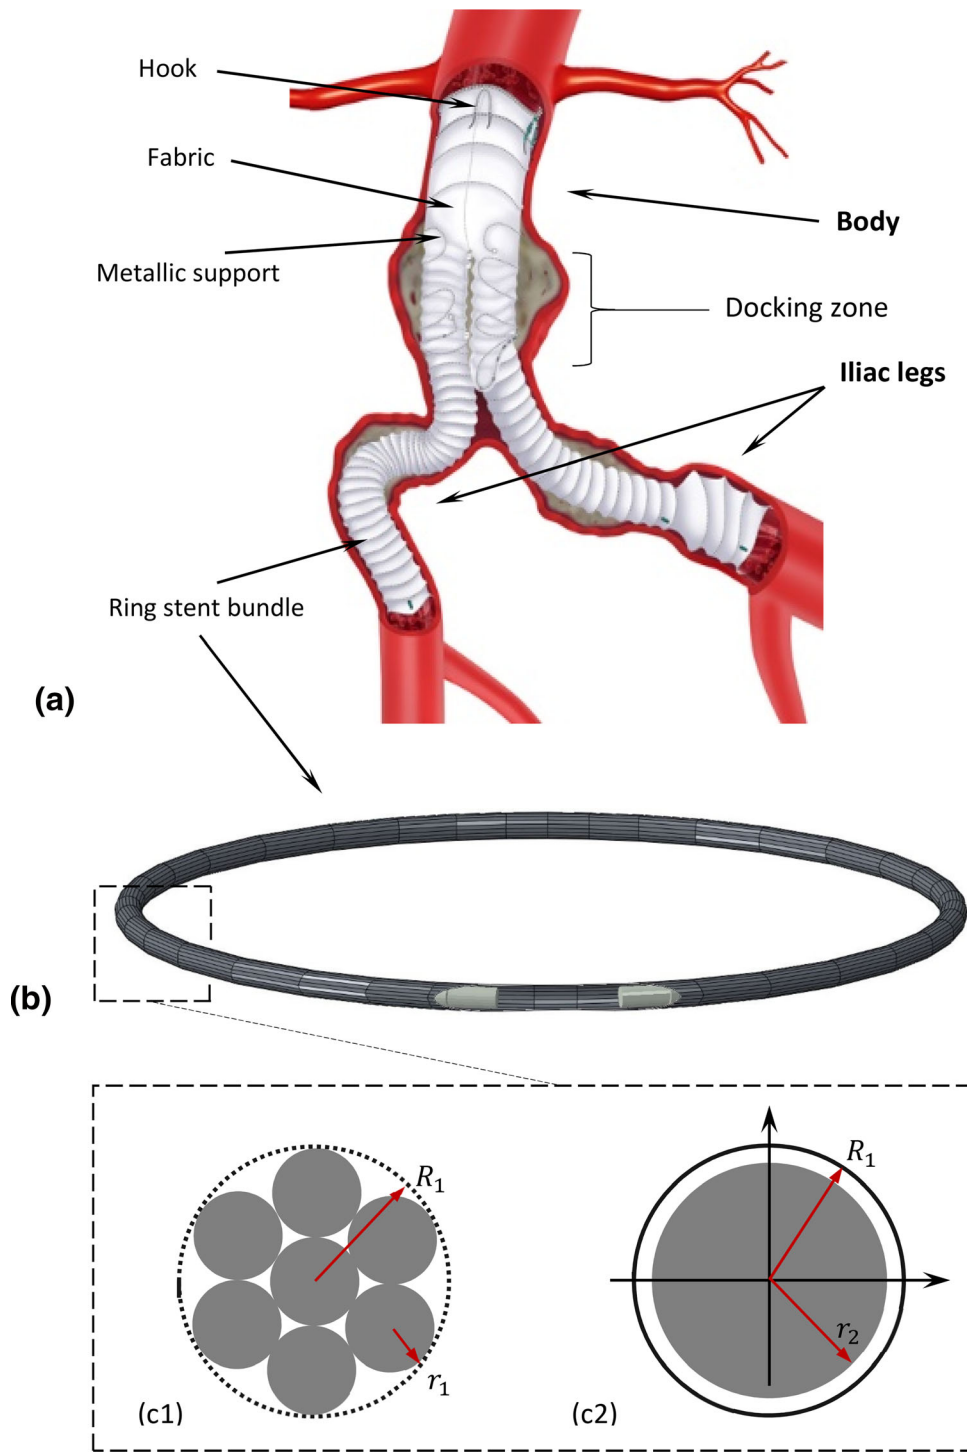 Hook
Fabric
Body
Metallic support
Docking zone
Iliac legs
Ring stent bundle
(a)
(b)
R₁
R₁
r₂
r₁
(c1)
(c2)